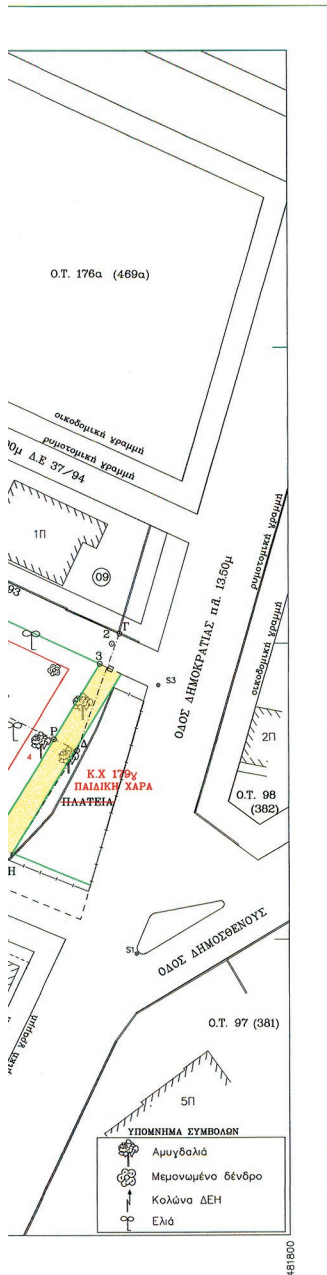 Ο.Τ. 176α (469α)
οικοδομική γραμμή
ρυμοτομική γραμμή
00μ Δ.Ε 37/94
1Π
09
93
Γ
2
3
S3
ΟΔΟΣ ΔΗΜΟΚΡΑΤΙΑΣ πλ. 13.50μ
ρυμοτομική γραμμή
οικοδομική γραμμή
2Π
Ο.Τ. 98
(382)
Ρ
Δ
4
Κ.Χ 179γ
ΠΑΙΔΙΚΗ ΧΑΡΑ
ΠΛΑΤΕΙΑ
Η
S1
ΟΔΟΣ ΔΗΜΟΣΘΕΝΟΥΣ
Ο.Τ. 97 (381)
γραμμή
5Π
ΥΠΟΜΝΗΜΑ ΣΥΜΒΟΛΩΝ
Αμυγδαλιά
Μεμονωμένο δένδρο
Κολώνα ΔΕΗ
Ελιά
481800